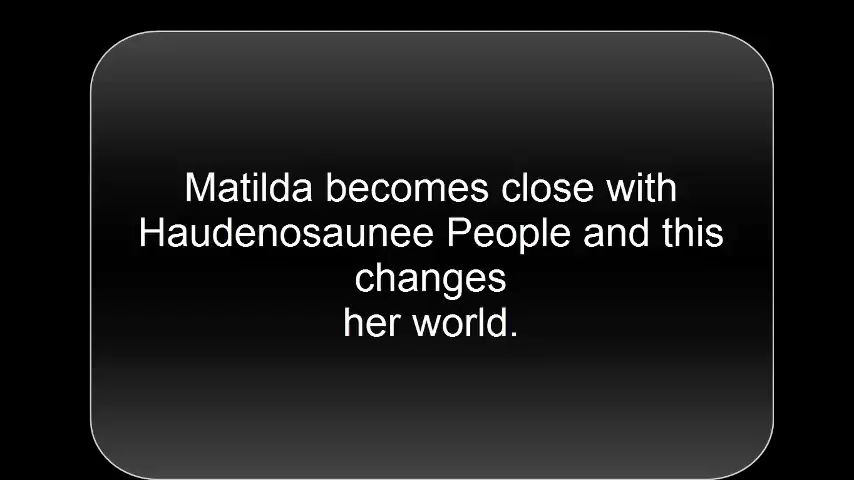 Matilda becomes close with
Haudenosaunee People and this
changes
her world.